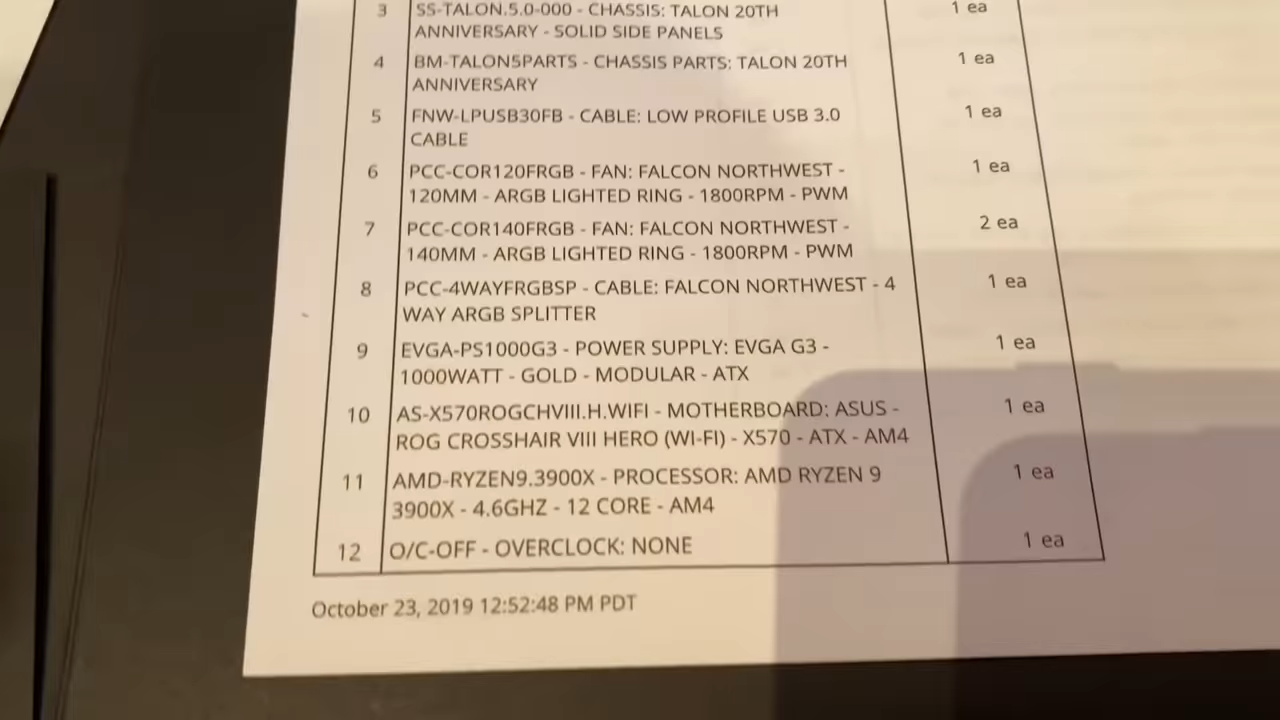 3 SS-TALON.5.0-000 - CHASSIS: TALON 20TH 1 ea
ANNIVERSARY - SOLID SIDE PANELS
4 BM-TALON5PARTS - CHASSIS PARTS: TALON 20TH 1 ea
ANNIVERSARY
5 FNW-LPUSB30FB - CABLE: LOW PROFILE USB 3.0 1 ea
CABLE
6 PCC-COR120FRGB - FAN: FALCON NORTHWEST - 1 ea
120MM - ARGB LIGHTED RING - 1800RPM - PWM
7 PCC-COR140FRGB - FAN: FALCON NORTHWEST - 2 ea
140MM - ARGB LIGHTED RING - 1800RPM - PWM
8 PCC-4WAYFRGBSP - CABLE: FALCON NORTHWEST - 4 1 ea
WAY ARGB SPLITTER
9 EVGA-PS1000G3 - POWER SUPPLY: EVGA G3 - 1 ea
1000WATT - GOLD - MODULAR - ATX
10 AS-X570ROGCHVIII.H.WIFI - MOTHERBOARD: ASUS - 1 ea
ROG CROSSHAIR VIII HERO (WI-FI) - X570 - ATX - AM4
11 AMD-RYZEN9.3900X - PROCESSOR: AMD RYZEN 9 1 ea
3900X - 4.6GHZ - 12 CORE - AM4
12 O/C-OFF - OVERCLOCK: NONE 1 ea
October 23, 2019 12:52:48 PM PDT